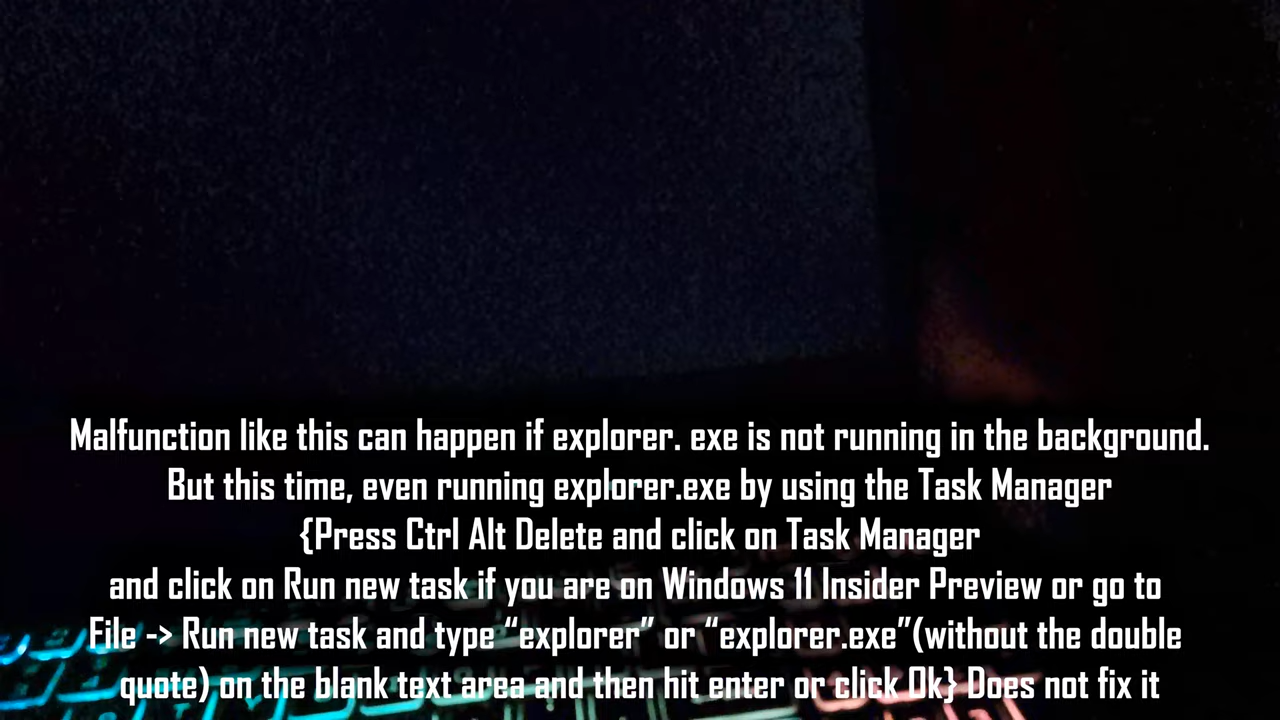 Malfunction like this can happen if explorer. exe is not running in the background.
But this time, even running explorer.exe by using the Task Manager
{Press Ctrl Alt Delete and click on Task Manager
and click on Run new task if you are on Windows 11 Insider Preview or go to
File -> Run new task and type “explorer” or “explorer.exe”(without the double
quote) on the blank text area and then hit enter or click Ok} Does not fix it